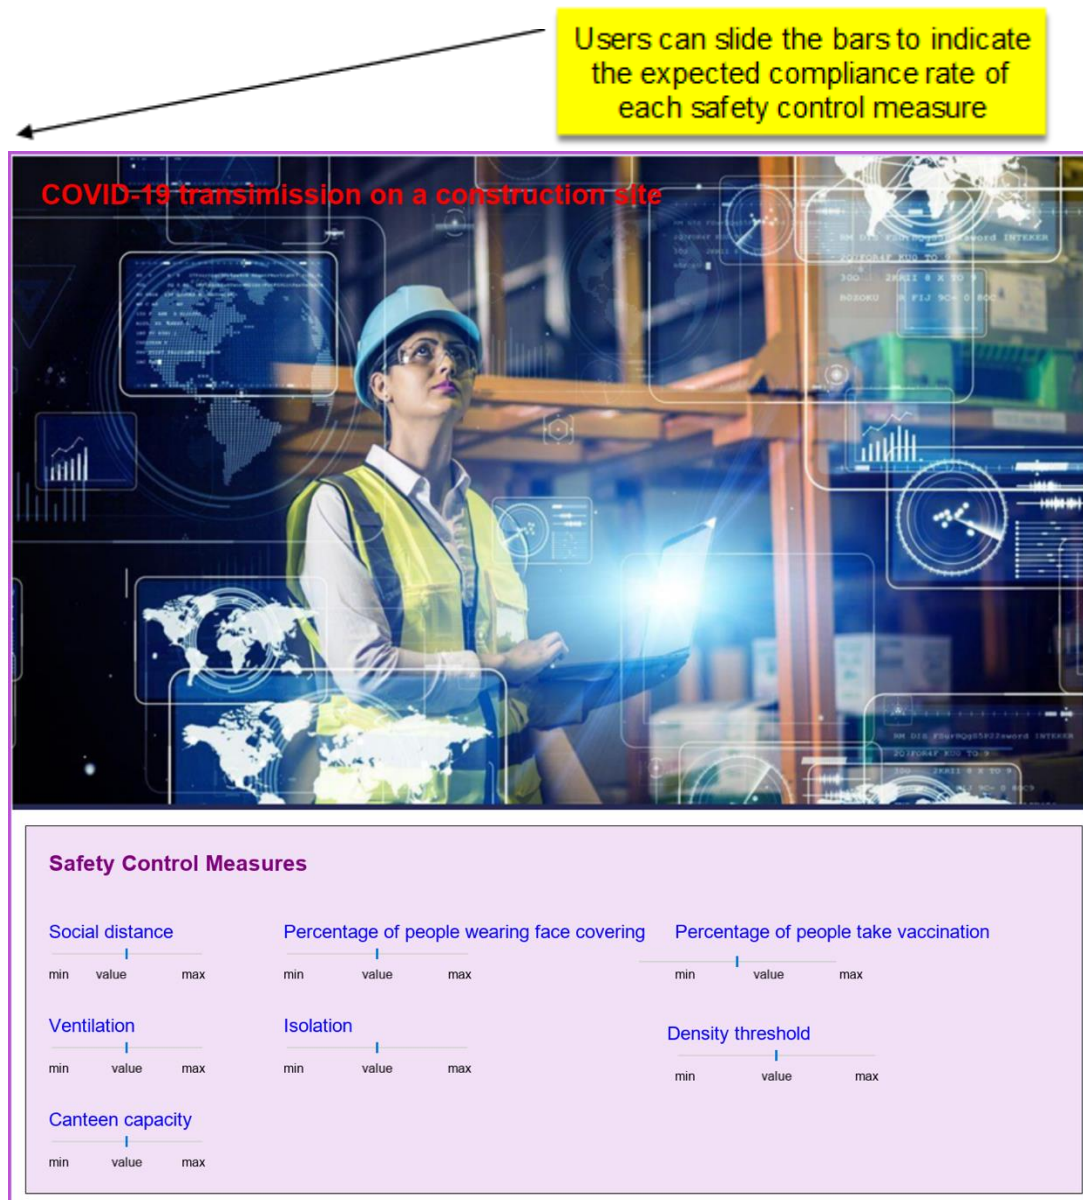 Users can slide the bars to indicate
the expected compliance rate of
each safety control measure
COVID-19 transimission on a construction site
Safety Control Measures
Social distance
min value max
Percentage of people wearing face covering
min value max
Percentage of people take vaccination
min value max
Ventilation
min value max
Isolation
min value max
Density threshold
min value max
Canteen capacity
min value max